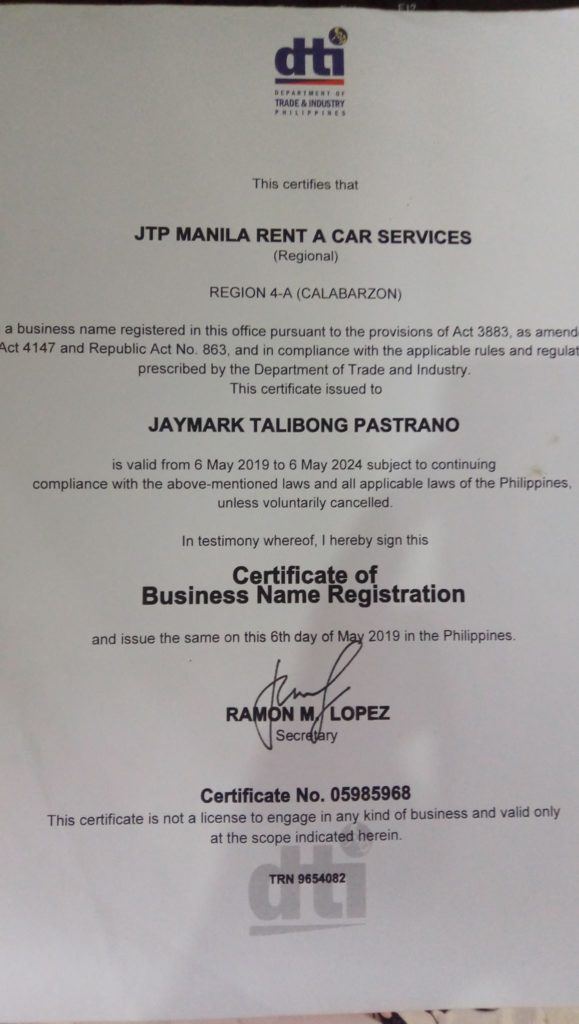 dti
DEPARTMENT OF
TRADE & INDUSTRY
PHILIPPINES
This certifies that
JTP MANILA RENT A CAR SERVICES
(Regional)
REGION 4-A (CALABARZON)
a business name registered in this office pursuant to the provisions of Act 3883, as amend
Act 4147 and Republic Act No. 863, and in compliance with the applicable rules and regulat
prescribed by the Department of Trade and Industry.
This certificate issued to
JAYMARK TALIBONG PASTRANO
is valid from 6 May 2019 to 6 May 2024 subject to continuing
compliance with the above-mentioned laws and all applicable laws of the Philippines,
unless voluntarily cancelled.
In testimony whereof, I hereby sign this
Certificate of
Business Name Registration
and issue the same on this 6th day of May 2019 in the Philippines.
RAMON M. LOPEZ
Secretary
Certificate No. 05985968
This certificate is not a license to engage in any kind of business and valid only
at the scope indicated herein.
dti
TRN 9654082